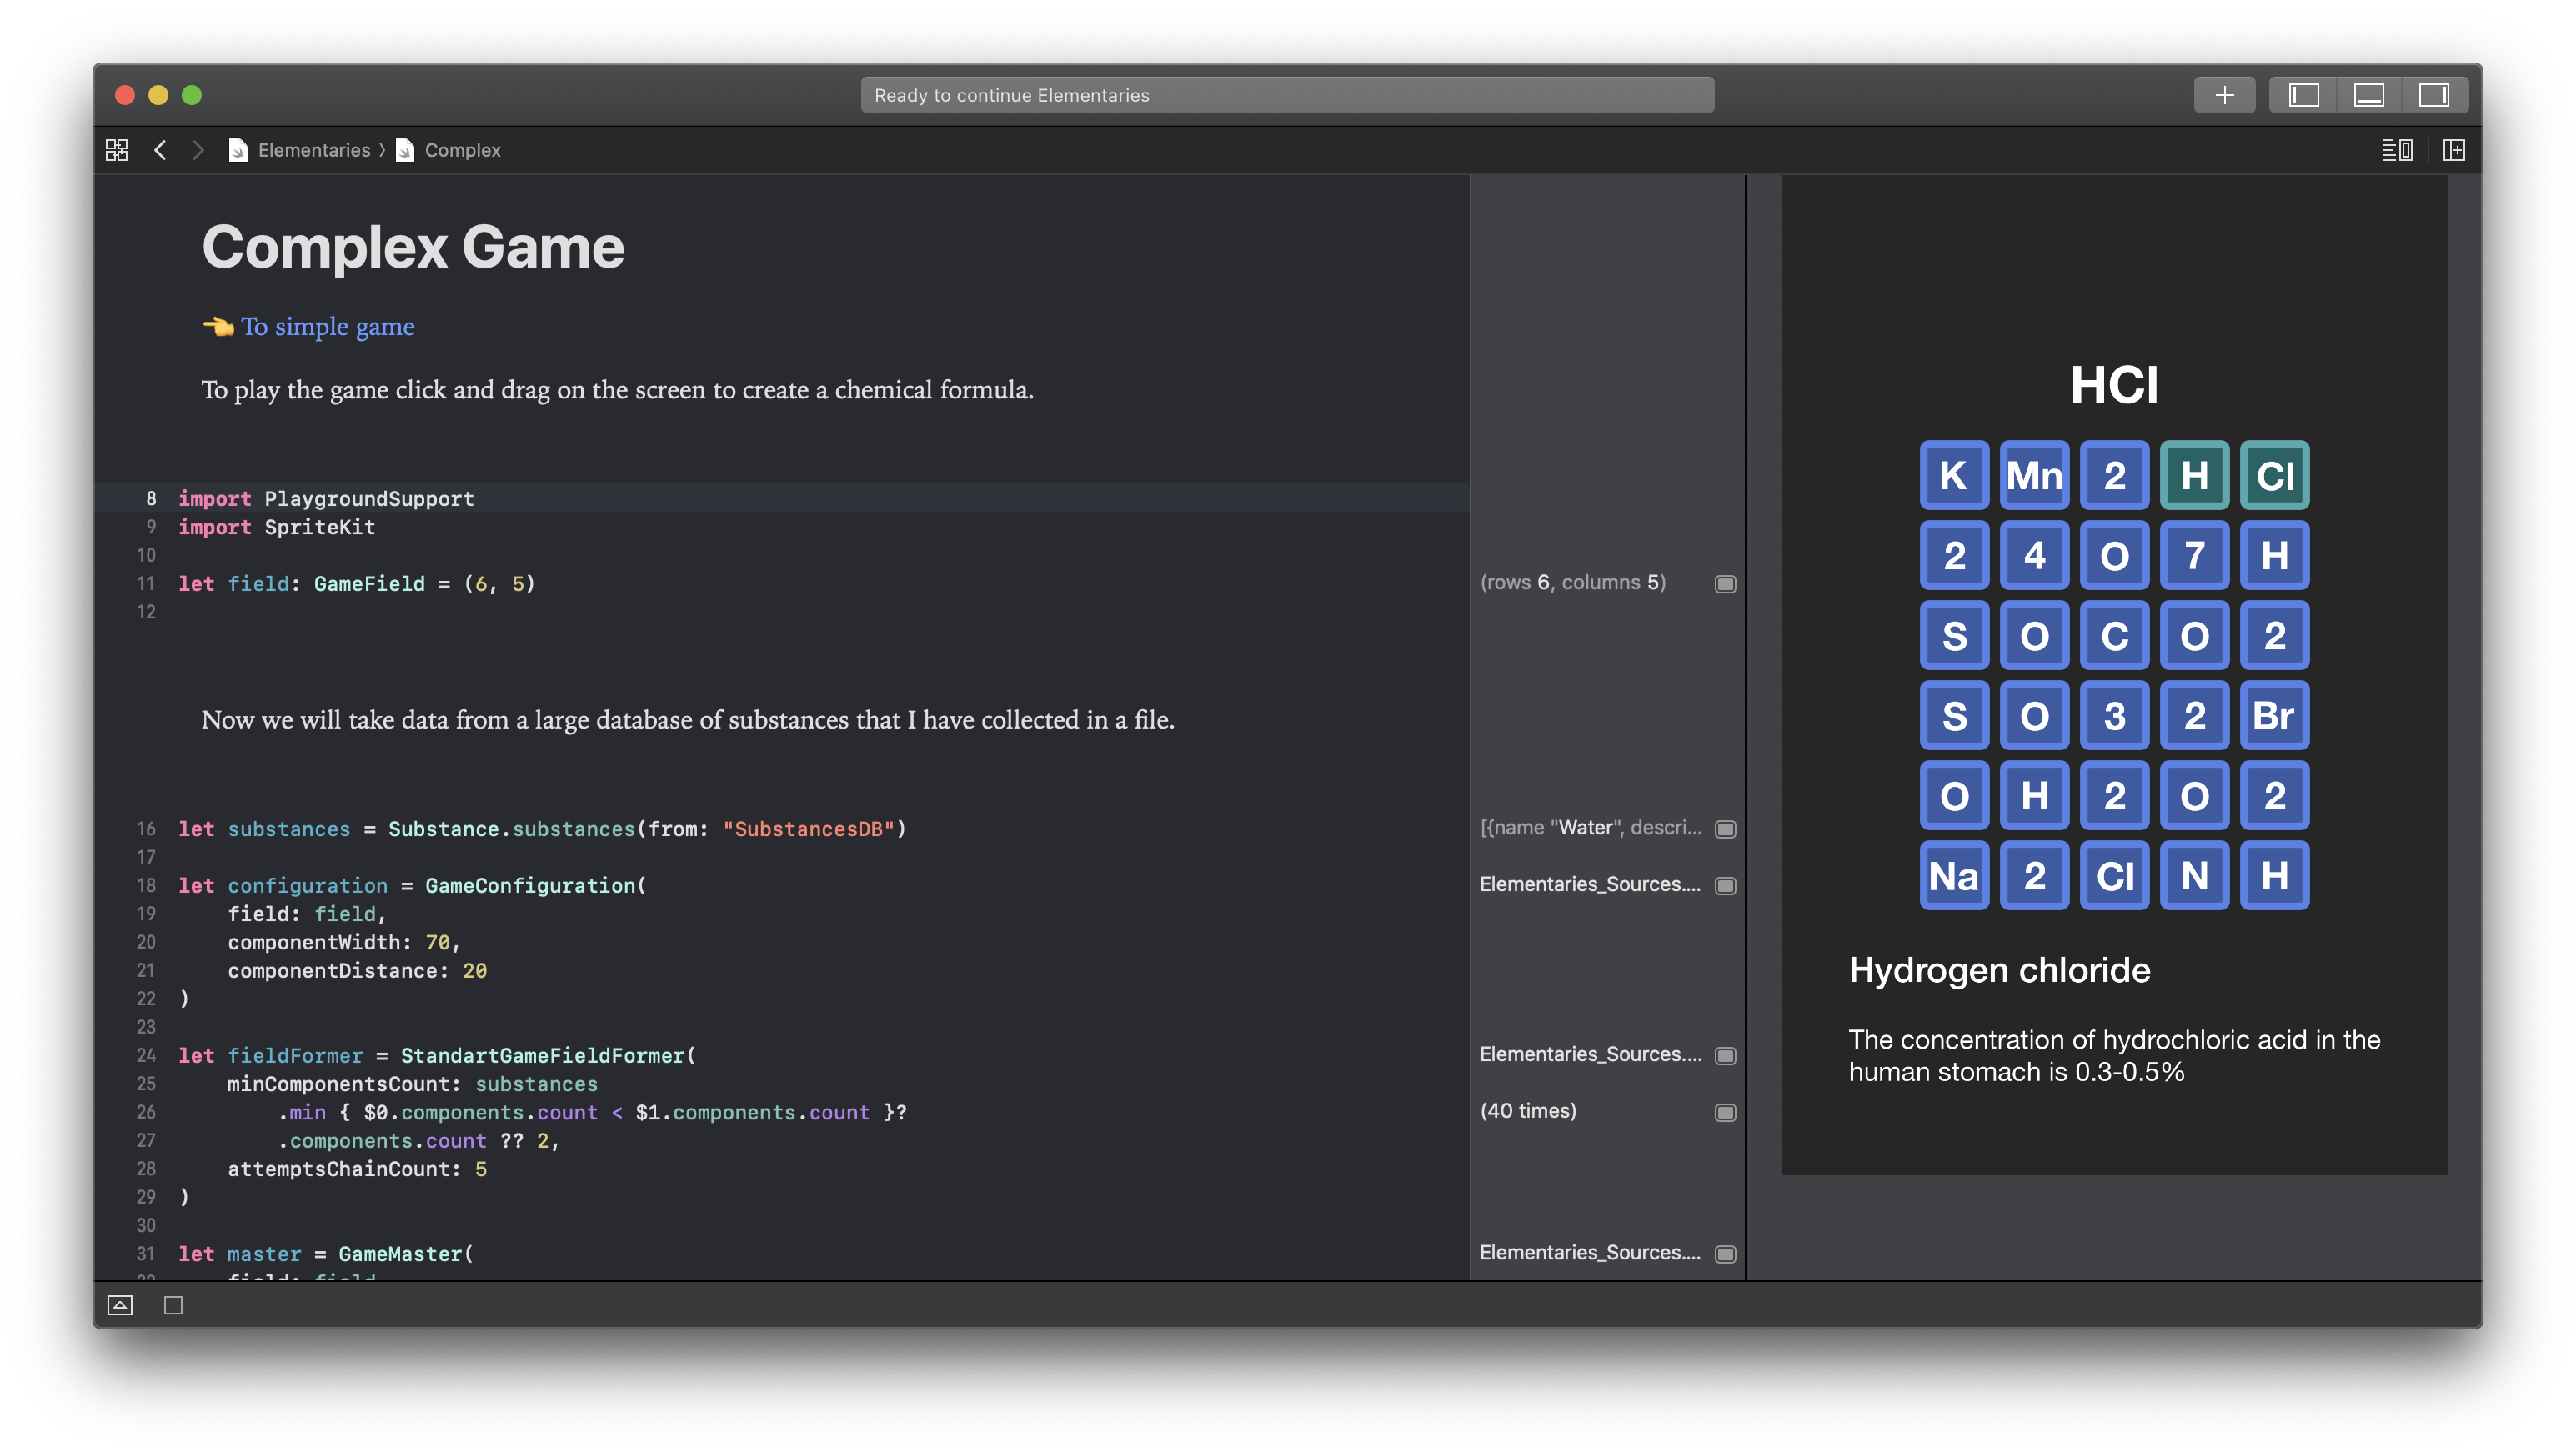 Ready to continue Elementaries
Elementaries 〉 Complex
Complex Game
👈 To simple game
To play the game click and drag on the screen to create a chemical formula.
8 import PlaygroundSupport
9 import SpriteKit
10
11 let field: GameField = (6, 5)
12
Now we will take data from a large database of substances that I have collected in a file.
16 let substances = Substance.substances(from: "SubstancesDB")
17
18 let configuration = GameConfiguration(
19     field: field,
20     componentWidth: 70,
21     componentDistance: 20
22 )
23
24 let fieldFormer = StandartGameFieldFormer(
25     minComponentsCount: substances
26         .min { $0.components.count < $1.components.count }?
27         .components.count ?? 2,
28     attemptsChainCount: 5
29 )
30
31 let master = GameMaster(
32     field: field
(rows 6, columns 5)
[{name "Water", descri...
Elementaries_Sources....
Elementaries_Sources....
(40 times)
Elementaries_Sources....
HCl
K Mn 2 H Cl
2 4 O 7 H
S O C O 2
S O 3 2 Br
O H 2 O 2
Na 2 Cl N H
Hydrogen chloride
The concentration of hydrochloric acid in the
human stomach is 0.3-0.5%